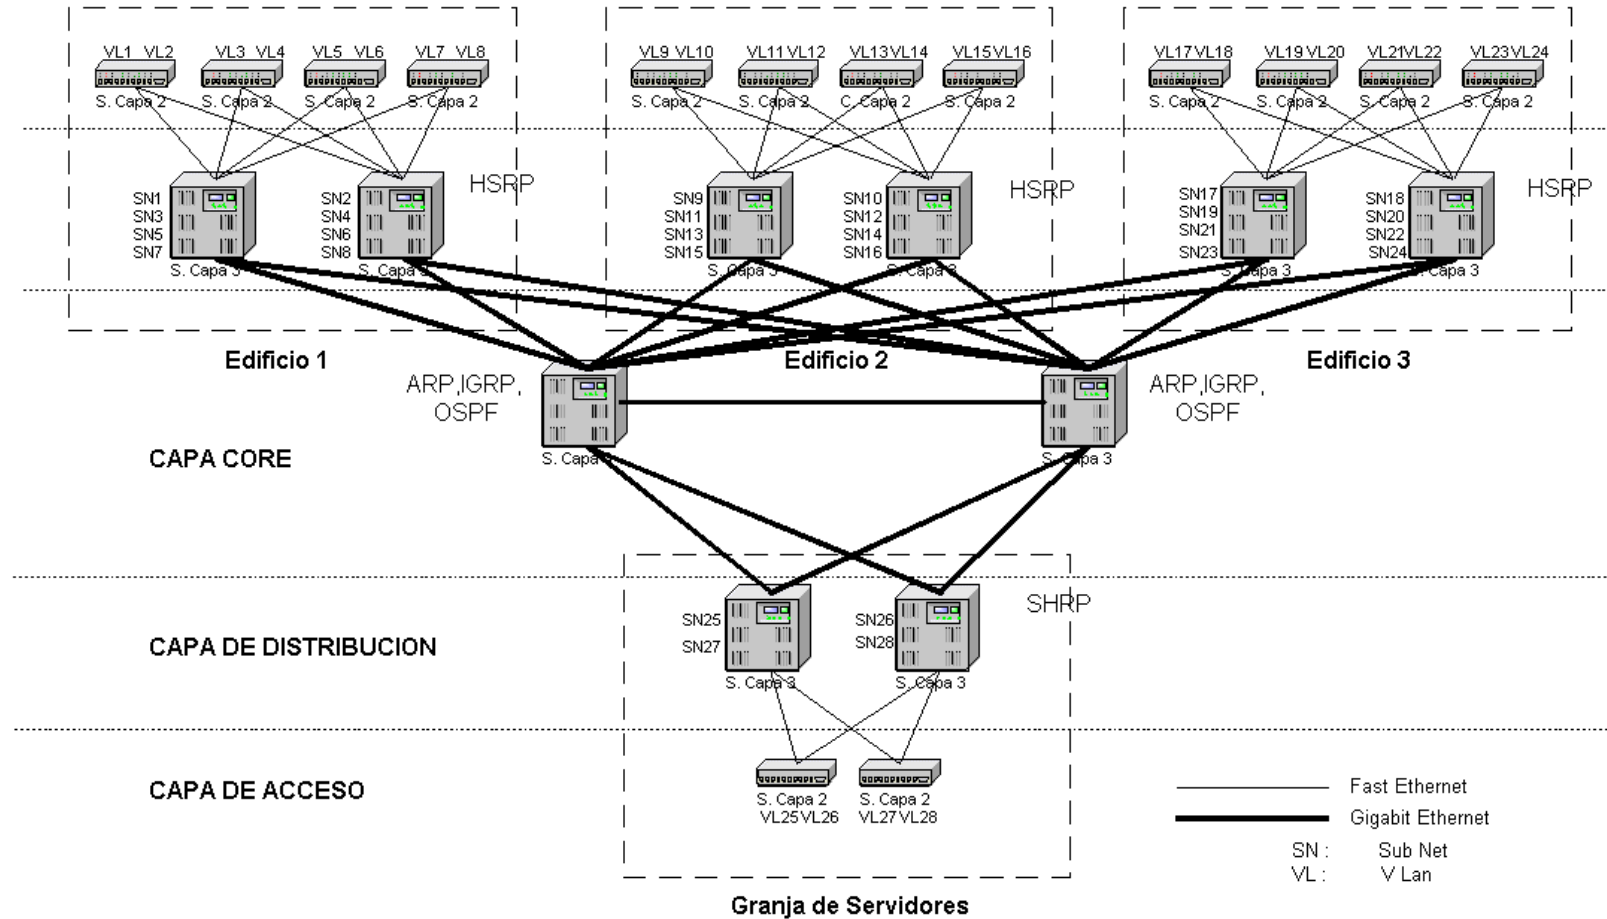 VL1 VL2 VL3 VL4 VL5 VL6 VL7 VL8
S. Capa 2 S. Capa 2 S. Capa 2 S. Capa 2
VL9 VL10 VL11 VL12 VL13 VL14 VL15 VL16
S. Capa 2 S. Capa 2 C. Capa 2 S. Capa 2
VL17 VL18 VL19 VL20 VL21 VL22 VL23 VL24
S. Capa 2 S. Capa 2 S. Capa 2 S. Capa 2
SN1
SN3
SN5
SN7
S. Capa 3
SN2
SN4
SN6
SN8
S. Capa 3
HSRP
SN9
SN11
SN13
SN15
S. Capa 3
SN10
SN12
SN14
SN16
S. Capa 3
HSRP
SN17
SN19
SN21
SN23
S. Capa 3
SN18
SN20
SN22
SN24
S. Capa 3
HSRP
Edificio 1
Edificio 2
Edificio 3
ARP,IGRP,
OSPF
S. Capa 3
ARP,IGRP,
OSPF
S. Capa 3
CAPA CORE
SN25
SN27
S. Capa 3
SN26
SN28
S. Capa 3
SHRP
CAPA DE DISTRIBUCION
CAPA DE ACCESO
S. Capa 2
VL25 VL26
S. Capa 2
VL27 VL28
Granja de Servidores
Fast Ethernet
Gigabit Ethernet
SN : Sub Net
VL : V Lan